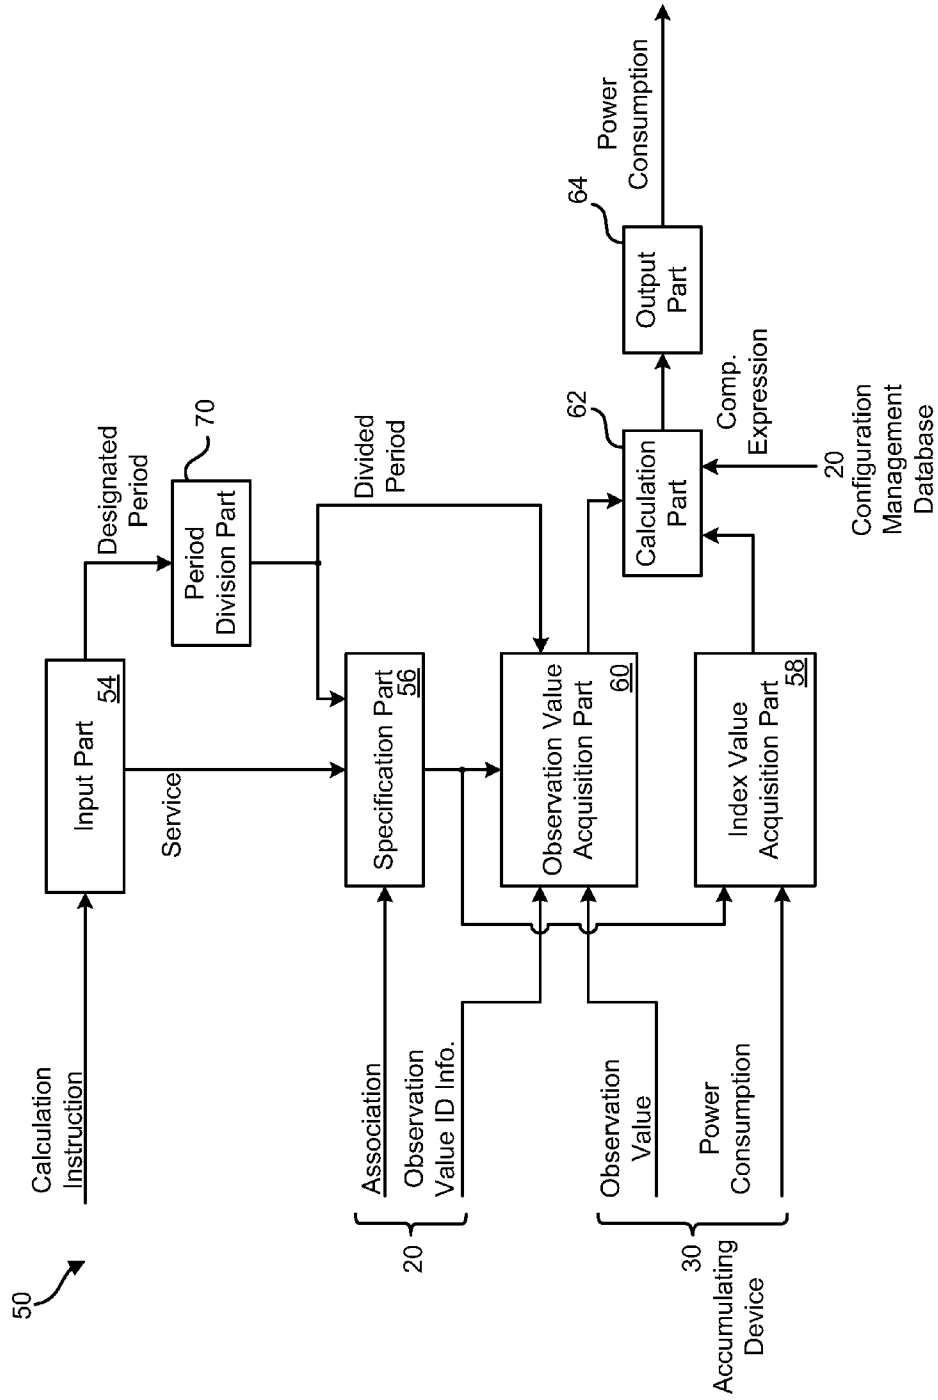 50
Calculation
Instruction
Input Part
54
Designated
Period
Service
Period
Division Part
70
Association
Specification Part
56
Divided
Period
Observation
Value ID Info.
20
Observation Value
Acquisition Part
60
Observation
Value
Power
Consumption
30
Accumulating
Device
Index Value
Acquisition Part
58
Calculation
Part
62
Comp.
Expression
20
Configuration
Management
Database
Output
Part
64
Power
Consumption